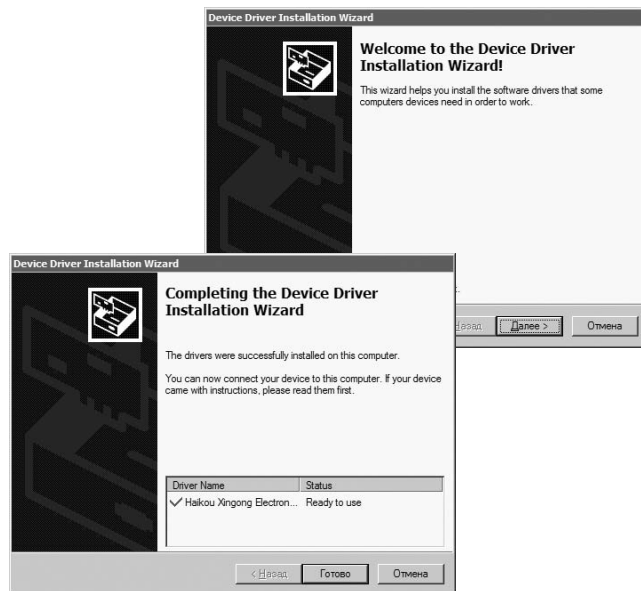 Device Driver Installation Wizard
Welcome to the Device Driver
Installation Wizard!
This wizard helps you install the software drivers that some
computers devices need in order to work.
Далее >
Отмена
Device Driver Installation Wizard
Completing the Device Driver
Installation Wizard
The drivers were successfully installed on this computer.
You can now connect your device to this computer. If your device
came with instructions, please read them first.
Driver Name Status
Haikou Xingong Electron... Ready to use
< Назад Готово Отмена